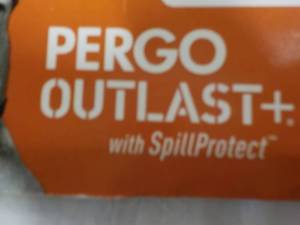 PERGO
OUTLAST+.
with SpillProtect™